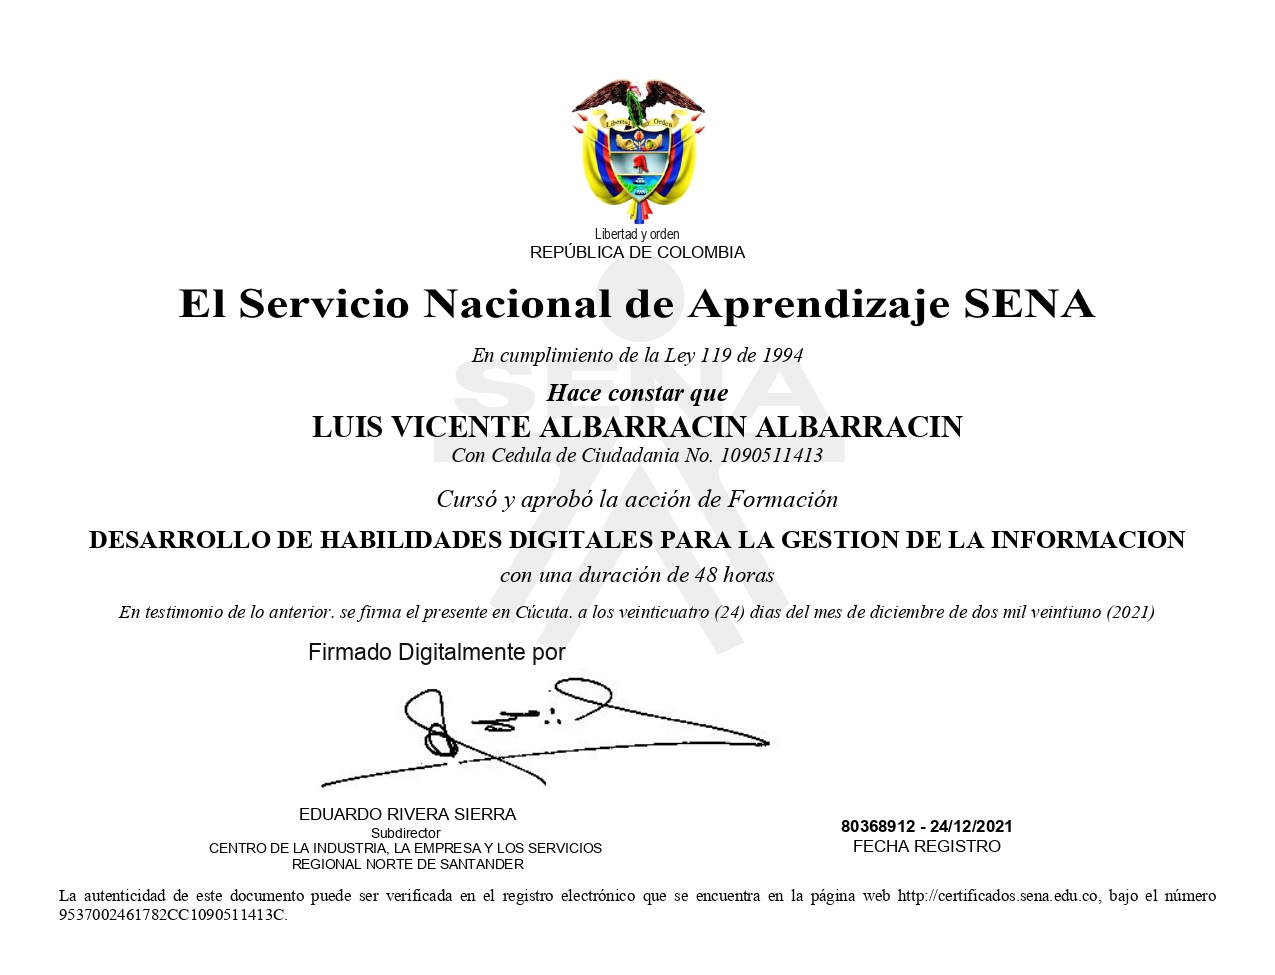 Libertad y Orden
Libertad y orden
REPÚBLICA DE COLOMBIA
El Servicio Nacional de Aprendizaje SENA
En cumplimiento de la Ley 119 de 1994
SENA
Hace constar que
LUIS VICENTE ALBARRACIN ALBARRACIN
Con Cedula de Ciudadania No. 1090511413
Cursó y aprobó la acción de Formación
DESARROLLO DE HABILIDADES DIGITALES PARA LA GESTION DE LA INFORMACION
con una duración de 48 horas
En testimonio de lo anterior. se firma el presente en Cúcuta. a los veinticuatro (24) dias del mes de diciembre de dos mil veintiuno (2021)
Firmado Digitalmente por
EDUARDO RIVERA SIERRA
Subdirector
CENTRO DE LA INDUSTRIA, LA EMPRESA Y LOS SERVICIOS
REGIONAL NORTE DE SANTANDER
80368912 - 24/12/2021
FECHA REGISTRO
La autenticidad de este documento puede ser verificada en el registro electrónico que se encuentra en la página web http://certificados.sena.edu.co, bajo el número
9537002461782CC1090511413C.